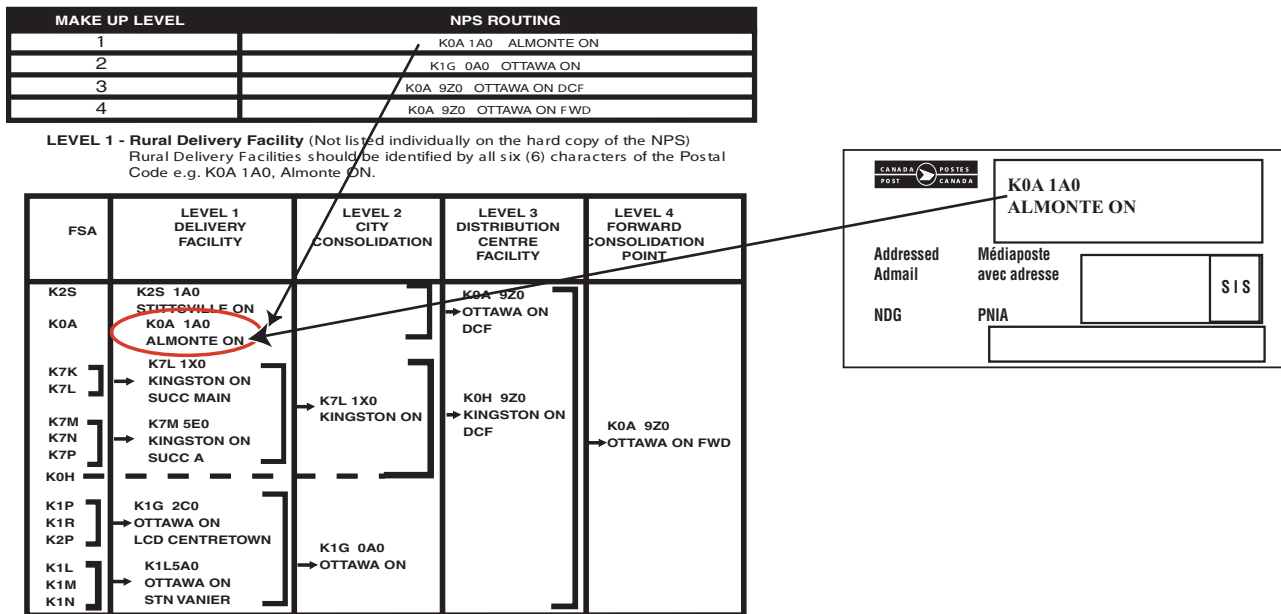 MAKE UP LEVEL NPS ROUTING
1 K0A 1A0 ALMONTE ON
2 K1G 0A0 OTTAWA ON
3 K0A 9Z0 OTTAWA ON DCF
4 K0A 9Z0 OTTAWA ON FWD
LEVEL 1 - Rural Delivery Facility (Not listed individually on the hard copy of the NPS)
Rural Delivery Facilities should be identified by all six (6) characters of the Postal
Code e.g. K0A 1A0, Almonte ON.
FSA
LEVEL 1
DELIVERY
FACILITY
LEVEL 2
CITY
CONSOLIDATION
LEVEL 3
DISTRIBUTION
CENTRE
FACILITY
LEVEL 4
FORWARD
CONSOLIDATION
POINT
K2S
K2S 1A0
STITTSVILLE ON
K0A
K0A 1A0
ALMONTE ON
K0A 9Z0
OTTAWA ON
DCF
K7K
K7L
K7L 1X0
KINGSTON ON
SUCC MAIN
K7M
K7N
K7P
K7M 5E0
KINGSTON ON
SUCC A
K7L 1X0
KINGSTON ON
K0H 9Z0
KINGSTON ON
DCF
K0A 9Z0
OTTAWA ON FWD
K0H
K1P
K1R
K2P
K1G 2C0
OTTAWA ON
LCD CENTRETOWN
K1L
K1M
K1N
K1L5A0
OTTAWA ON
STN VANIER
K1G 0A0
OTTAWA ON
CANADA POSTES
POST CANADA
K0A 1A0
ALMONTE ON
Addressed
Admail
Médiaposte
avec adresse
SIS
NDG
PNIA